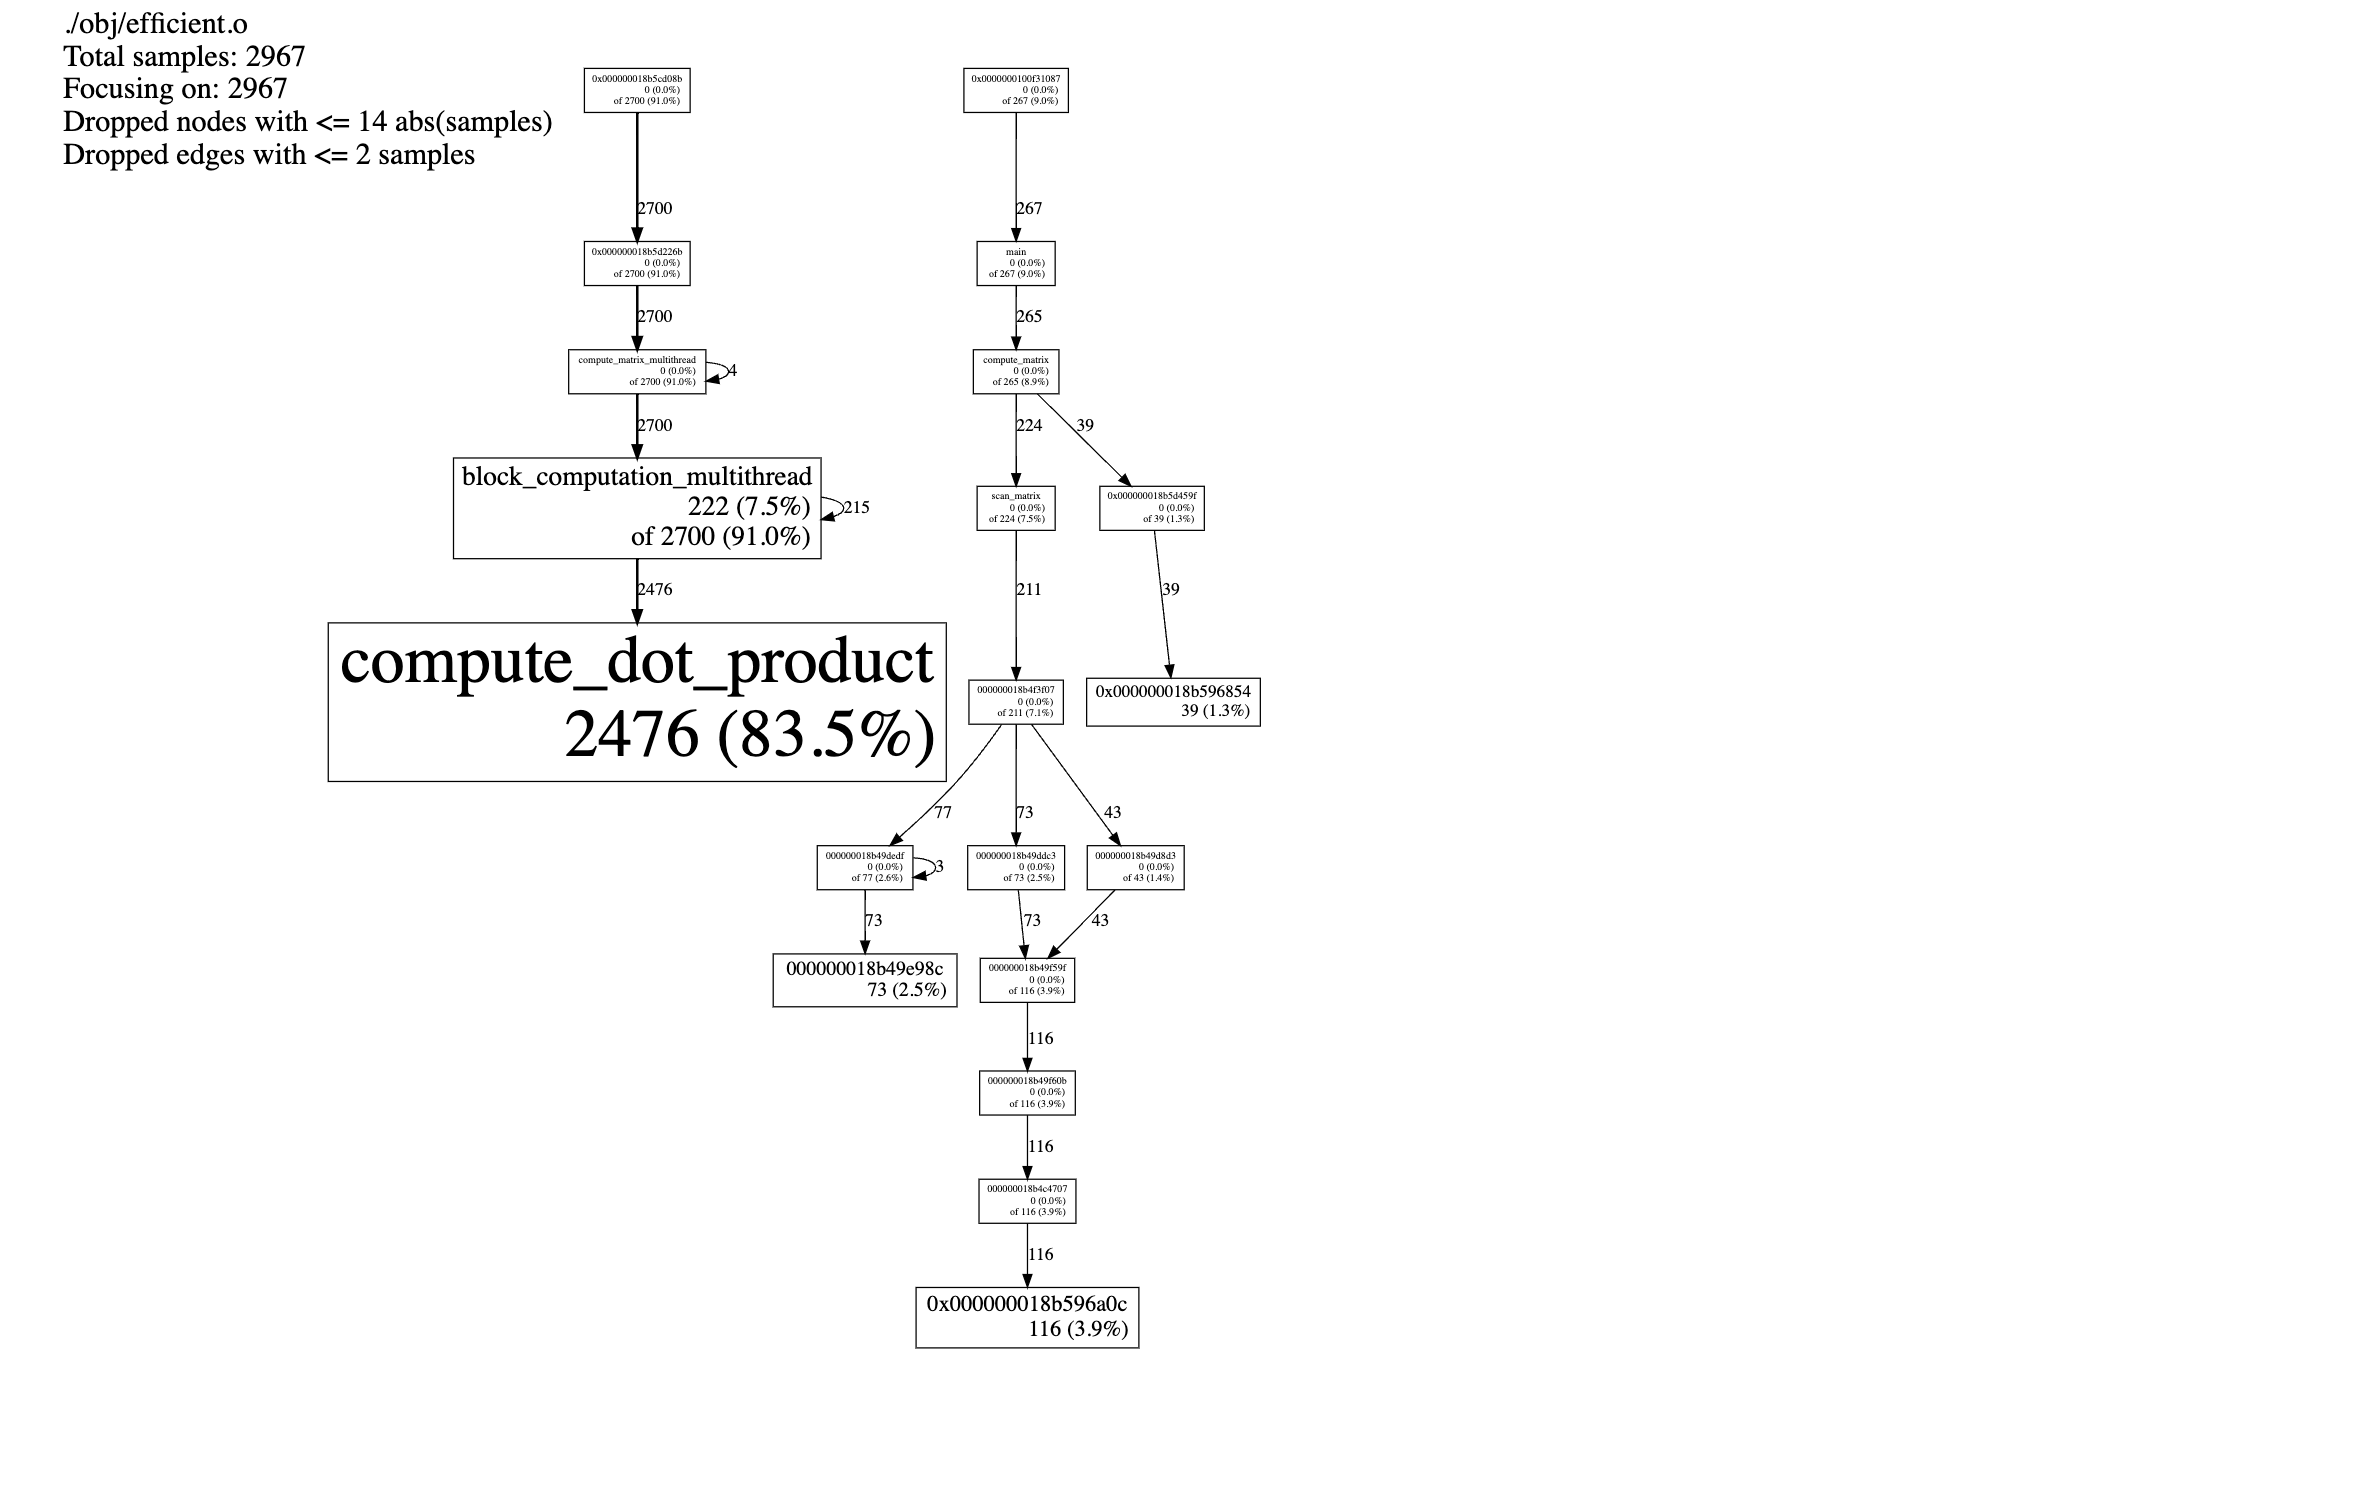 ./obj/efficient.o
Total samples: 2967
Focusing on: 2967
Dropped nodes with <= 14 abs(samples)
Dropped edges with <= 2 samples
0x000000018b5cd08b
0 (0.0%)
of 2700 (91.0%)
2700
0x000000018b5d226b
0 (0.0%)
of 2700 (91.0%)
2700
compute_matrix_multithread
0 (0.0%)
of 2700 (91.0%)
4
2700
block_computation_multithread
222 (7.5%)
of 2700 (91.0%)
215
2476
compute_dot_product
2476 (83.5%)
0x0000000100f31087
0 (0.0%)
of 267 (9.0%)
267
main
0 (0.0%)
of 267 (9.0%)
265
compute_matrix
0 (0.0%)
of 265 (8.9%)
224
39
scan_matrix
0 (0.0%)
of 224 (7.5%)
0x000000018b5d459f
0 (0.0%)
of 39 (1.3%)
211
39
000000018b4f3f07
0 (0.0%)
of 211 (7.1%)
0x000000018b596854
39 (1.3%)
77
73
43
000000018b49dedf
0 (0.0%)
of 77 (2.6%)
3
000000018b49ddc3
0 (0.0%)
of 73 (2.5%)
000000018b49d8d3
0 (0.0%)
of 43 (1.4%)
73
73
43
000000018b49e98c
73 (2.5%)
000000018b49f59f
0 (0.0%)
of 116 (3.9%)
116
000000018b49f60b
0 (0.0%)
of 116 (3.9%)
116
000000018b4c4707
0 (0.0%)
of 116 (3.9%)
116
0x000000018b596a0c
116 (3.9%)